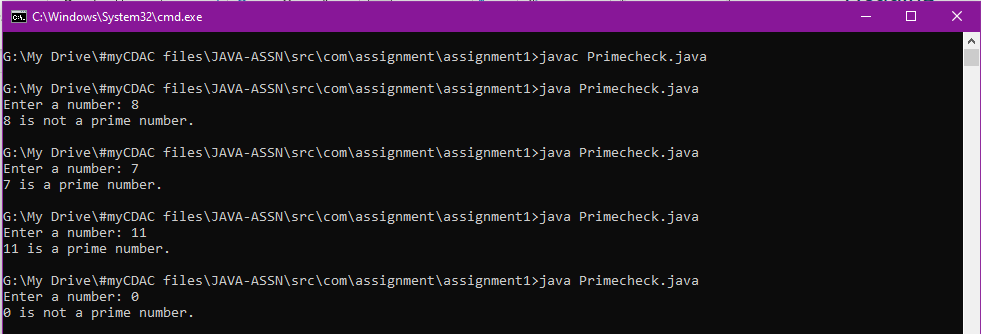 C:\Windows\System32\cmd.exe
G:\My Drive\#myCDAC files\JAVA-ASSN\src\com\assignment\assignment1>javac Primecheck.java
G:\My Drive\#myCDAC files\JAVA-ASSN\src\com\assignment\assignment1>java Primecheck.java
Enter a number: 8
8 is not a prime number.
G:\My Drive\#myCDAC files\JAVA-ASSN\src\com\assignment\assignment1>java Primecheck.java
Enter a number: 7
7 is a prime number.
G:\My Drive\#myCDAC files\JAVA-ASSN\src\com\assignment\assignment1>java Primecheck.java
Enter a number: 11
11 is a prime number.
G:\My Drive\#myCDAC files\JAVA-ASSN\src\com\assignment\assignment1>java Primecheck.java
Enter a number: 0
0 is not a prime number.